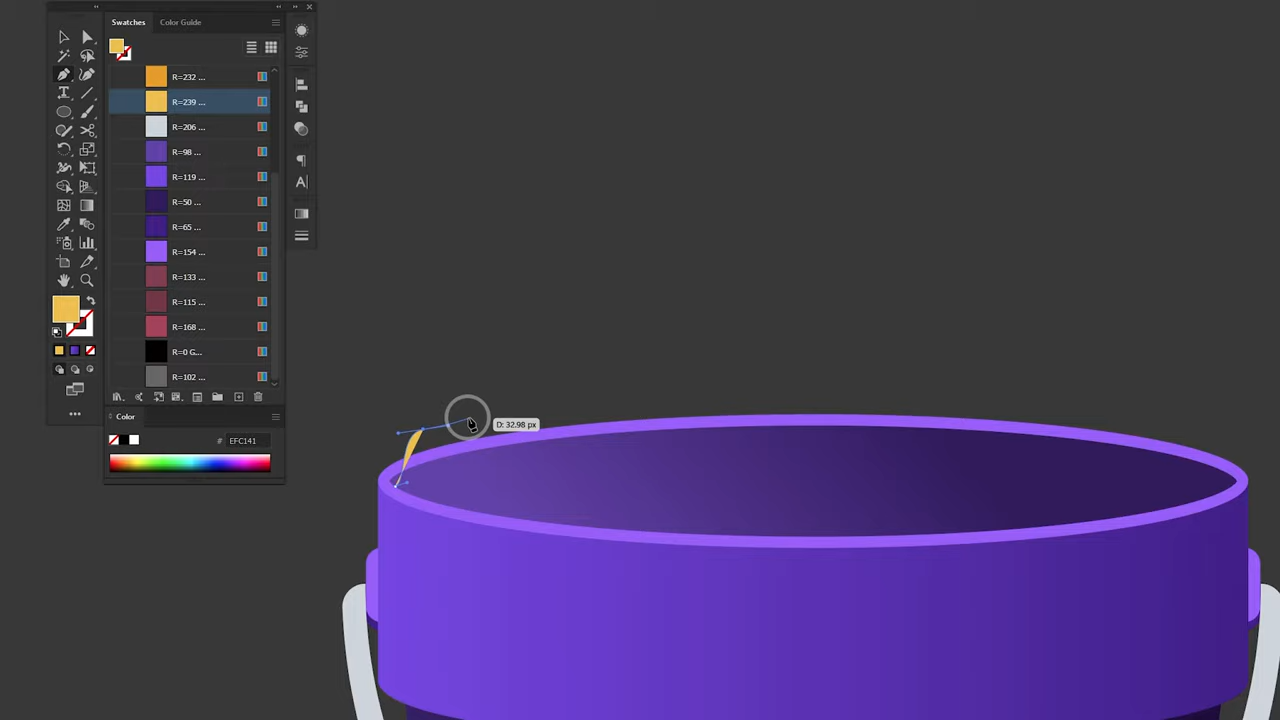 Swatches Color Guide
R=232 ...
R=239 ...
R=206 ...
R=98 ...
R=119 ...
R=50 ...
R=65 ...
R=154 ...
R=133 ...
R=115 ...
R=168 ...
R=0 G...
R=102 ...
Color
# EFC141
D: 32.98 px